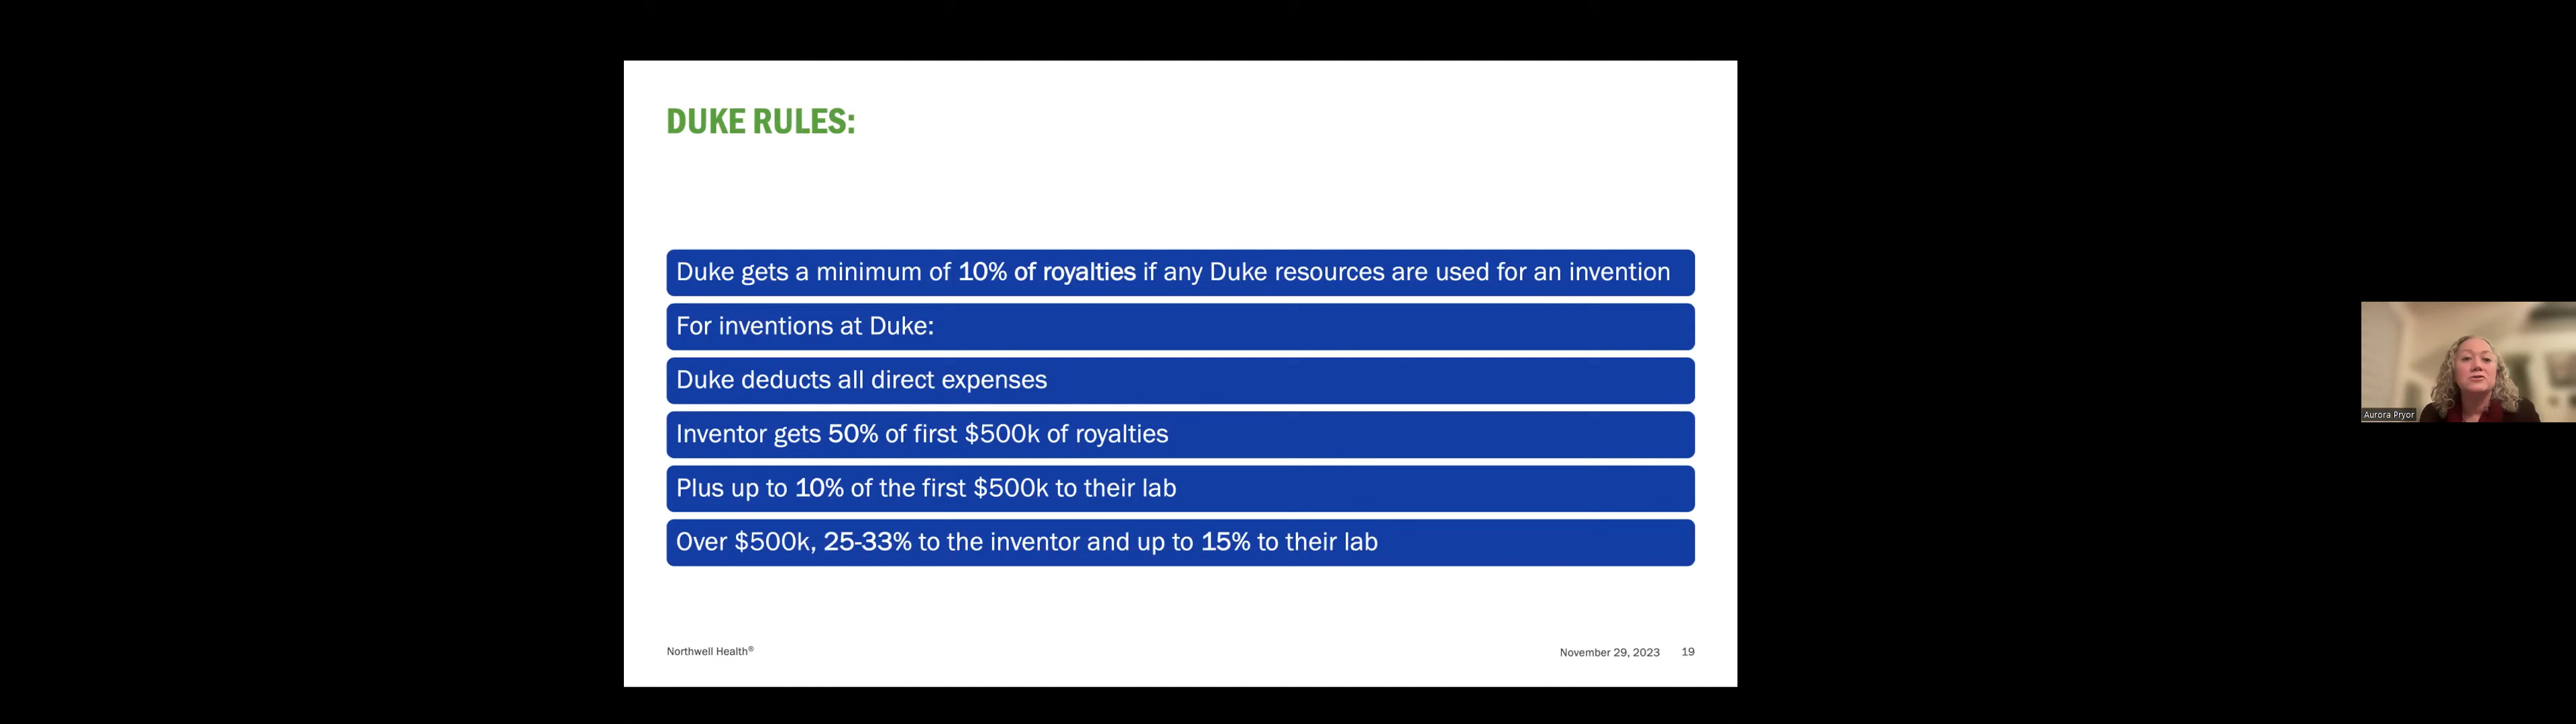 DUKE RULES:
Duke gets a minimum of 10% of royalties if any Duke resources are used for an invention
For inventions at Duke:
Duke deducts all direct expenses
Inventor gets 50% of first $500k of royalties
Plus up to 10% of the first $500k to their lab
Over $500k, 25-33% to the inventor and up to 15% to their lab
Northwell Health®
November 29, 2023 19
Aurora Pryor